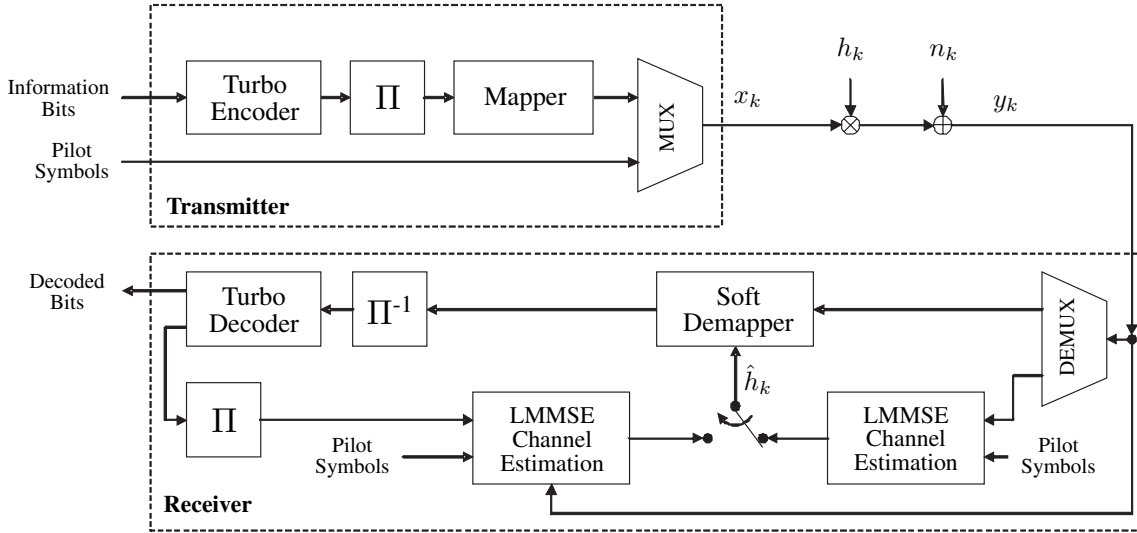 Information
Bits
Turbo
Encoder
Π
Mapper
MUX
Pilot
Symbols
Transmitter
x_k
h_k
n_k
y_k
Decoded
Bits
Turbo
Decoder
Π^-1
Soft
Demapper
DEMUX
ĥ_k
Π
Pilot
Symbols
LMMSE
Channel
Estimation
LMMSE
Channel
Estimation
Pilot
Symbols
Receiver